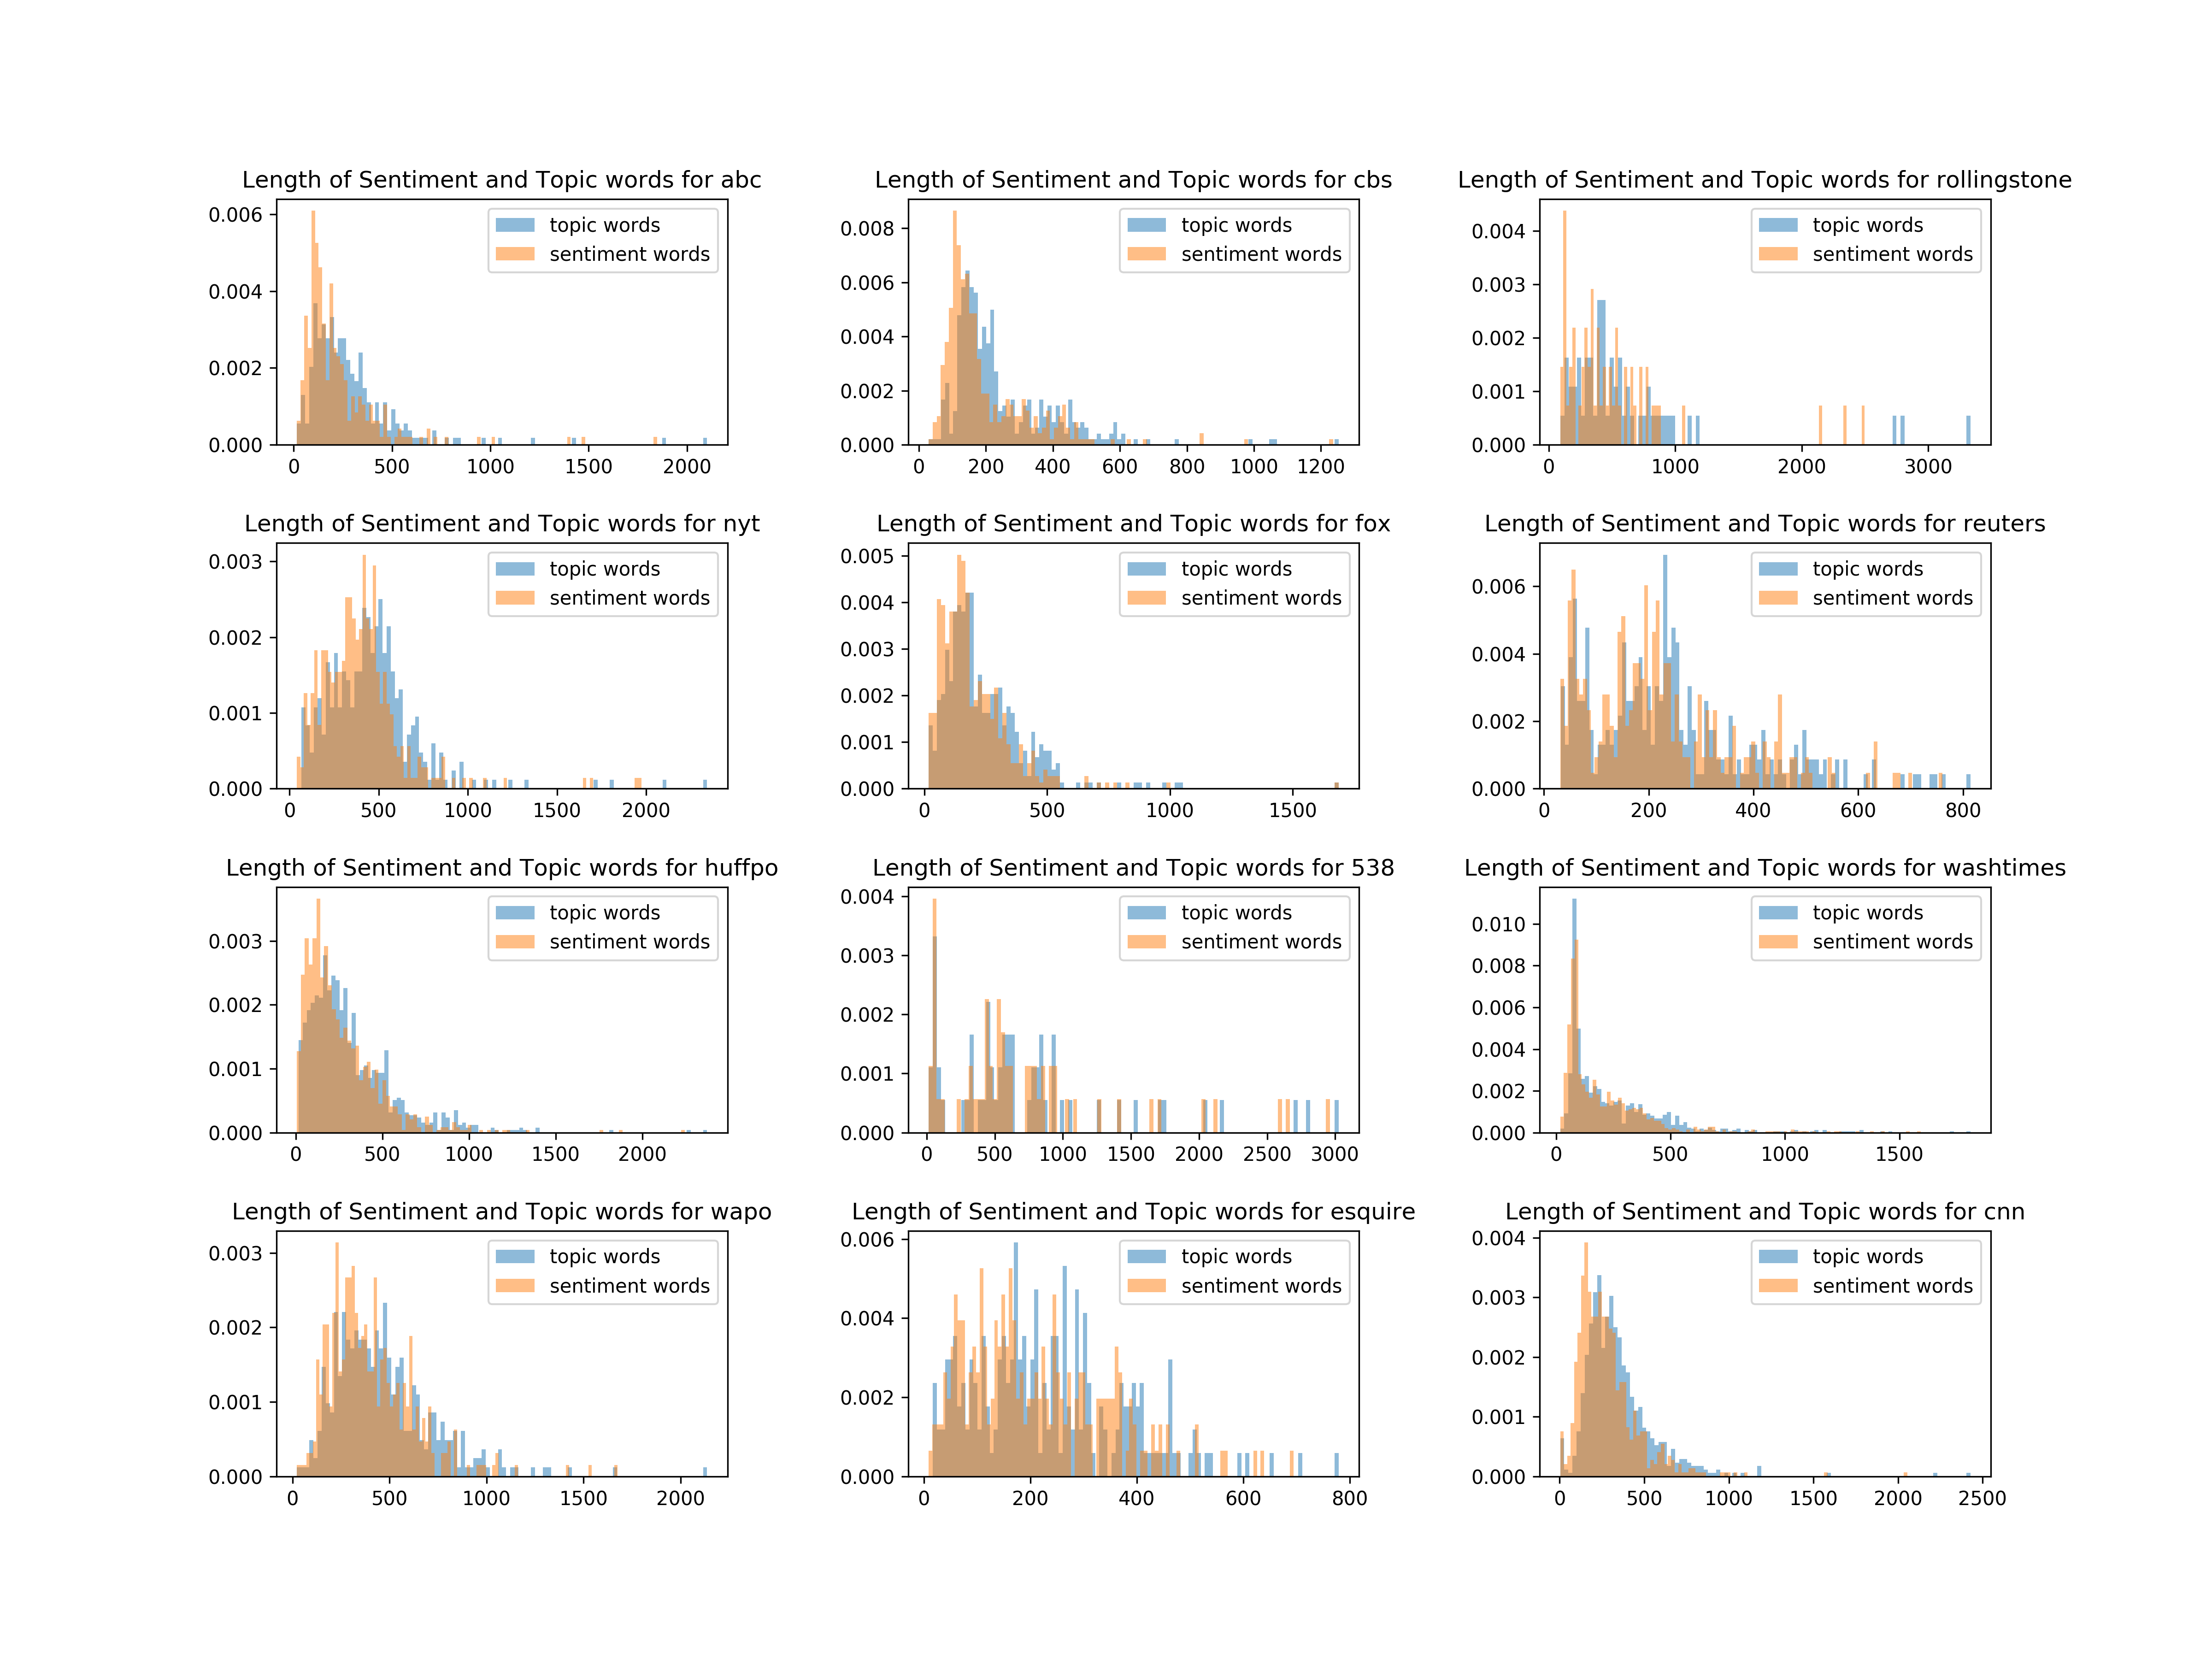 Length of Sentiment and Topic words for abc
0.006
0.004
0.002
0.000
0 500 1000 1500 2000
topic words
sentiment words
Length of Sentiment and Topic words for cbs
0.008
0.006
0.004
0.002
0.000
0 200 400 600 800 1000 1200
topic words
sentiment words
Length of Sentiment and Topic words for rollingstone
0.004
0.003
0.002
0.001
0.000
0 1000 2000 3000
topic words
sentiment words
Length of Sentiment and Topic words for nyt
0.003
0.002
0.001
0.000
0 500 1000 1500 2000
topic words
sentiment words
Length of Sentiment and Topic words for fox
0.005
0.004
0.003
0.002
0.001
0.000
0 500 1000 1500
topic words
sentiment words
Length of Sentiment and Topic words for reuters
0.006
0.004
0.002
0.000
0 200 400 600 800
topic words
sentiment words
Length of Sentiment and Topic words for huffpo
0.003
0.002
0.001
0.000
0 500 1000 1500 2000
topic words
sentiment words
Length of Sentiment and Topic words for 538
0.004
0.003
0.002
0.001
0.000
0 500 1000 1500 2000 2500 3000
topic words
sentiment words
Length of Sentiment and Topic words for washtimes
0.010
0.008
0.006
0.004
0.002
0.000
0 500 1000 1500
topic words
sentiment words
Length of Sentiment and Topic words for wapo
0.003
0.002
0.001
0.000
0 500 1000 1500 2000
topic words
sentiment words
Length of Sentiment and Topic words for esquire
0.006
0.004
0.002
0.000
0 200 400 600 800
topic words
sentiment words
Length of Sentiment and Topic words for cnn
0.004
0.003
0.002
0.001
0.000
0 500 1000 1500 2000 2500
topic words
sentiment words